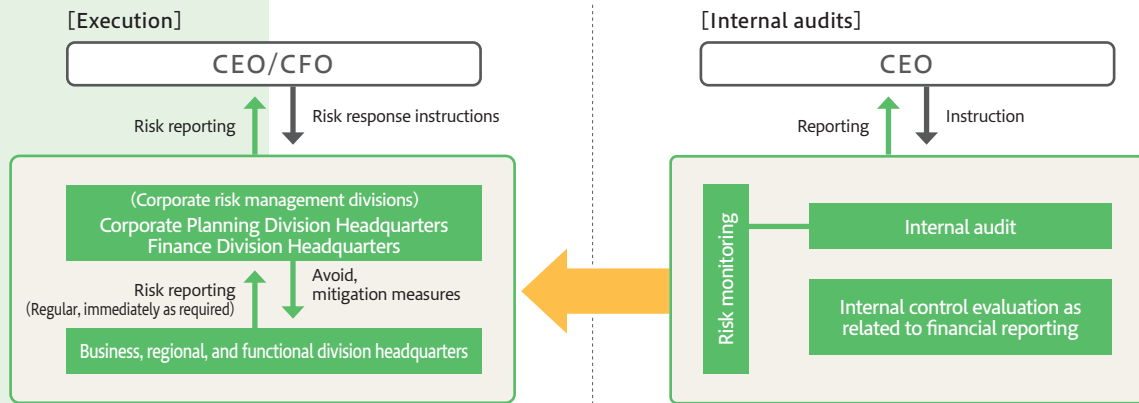 [Execution]
CEO/CFO
Risk reporting
Risk response instructions
(Corporate risk management divisions)
Corporate Planning Division Headquarters
Finance Division Headquarters
Risk reporting
(Regular, immediately as required)
Avoid,
mitigation measures
Business, regional, and functional division headquarters
[Internal audits]
CEO
Reporting
Instruction
Risk monitoring
Internal audit
Internal control evaluation as
related to financial reporting